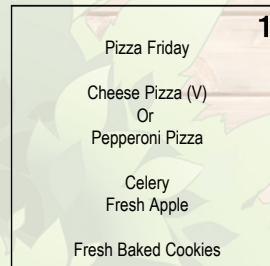 1
Pizza Friday
Cheese Pizza (V)
Or
Pepperoni Pizza
Celery
Fresh Apple
Fresh Baked Cookies